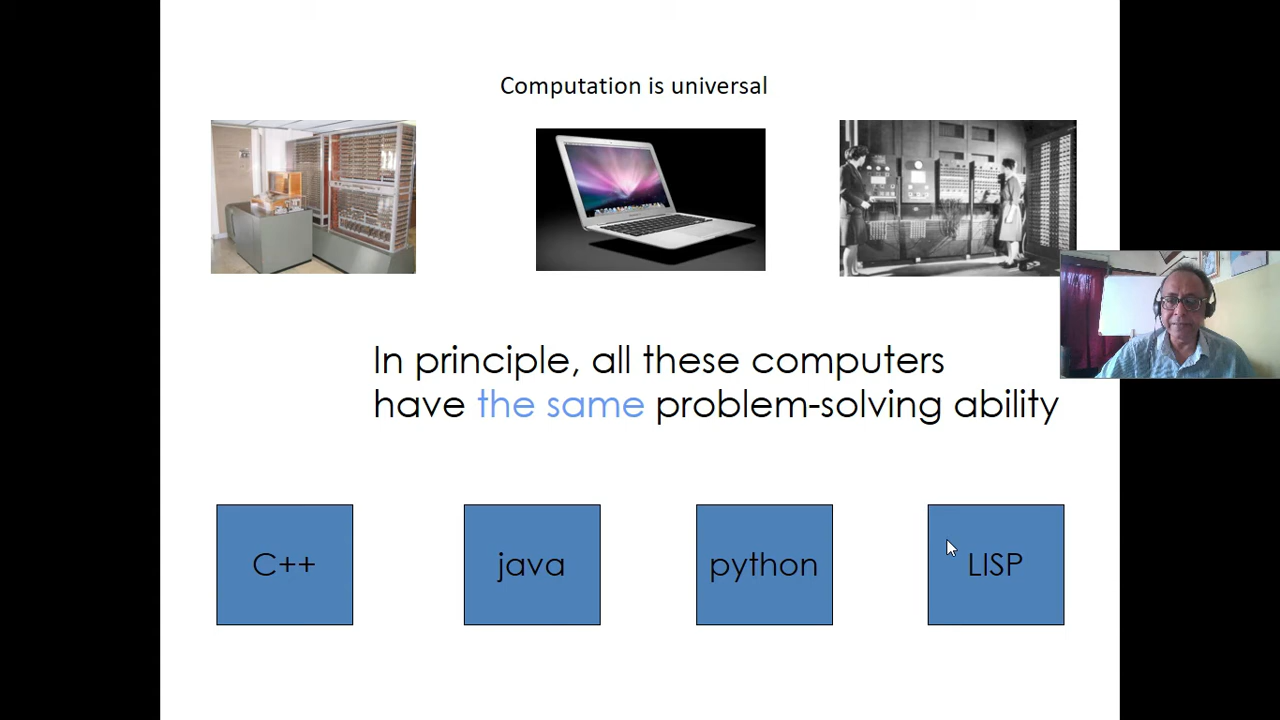 Computation is universal
In principle, all these computers
have the same problem-solving ability
C++
java
python
LISP